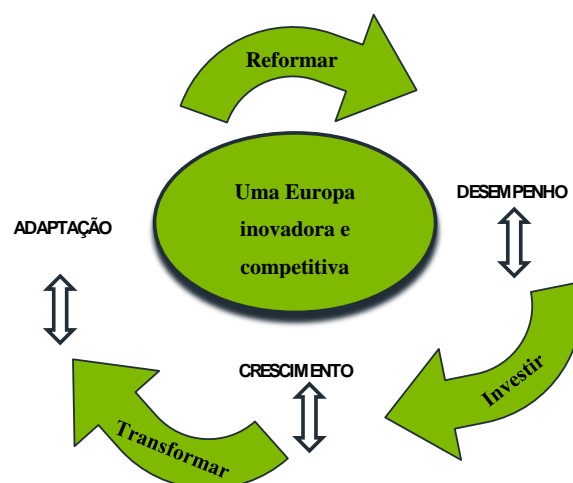 Reformar
Uma Europa
inovadora e
competitiva
DESEMPENHO
ADAPTAÇÃO
CRESCIMENTO
Investir
Transformar